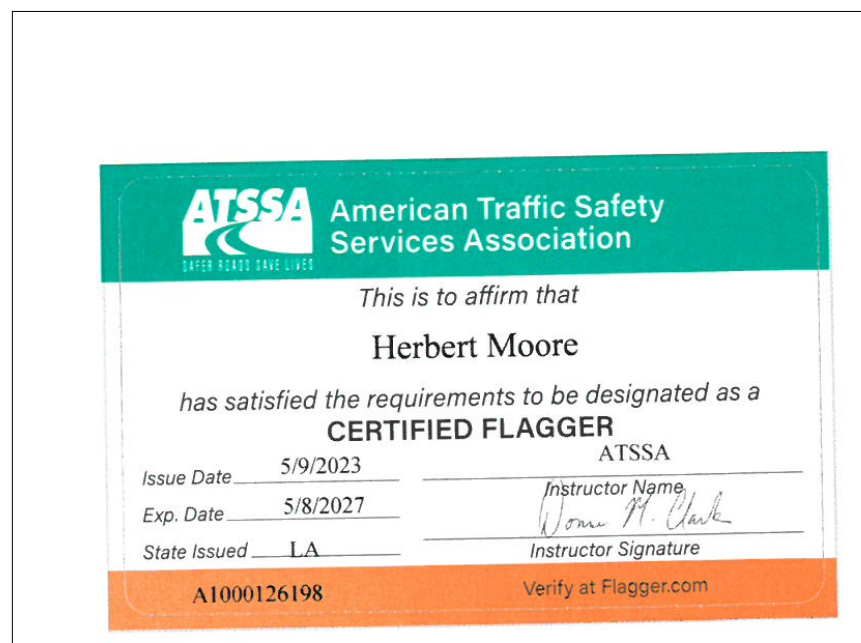 ATSSA
SAFER ROADS SAVE LIVES
American Traffic Safety
Services Association
This is to affirm that
Herbert Moore
has satisfied the requirements to be designated as a
CERTIFIED FLAGGER
Issue Date 5/9/2023
ATSSA
Instructor Name
Exp. Date 5/8/2027
Donna M. Clark
State Issued LA
Instructor Signature
A1000126198
Verify at Flagger.com